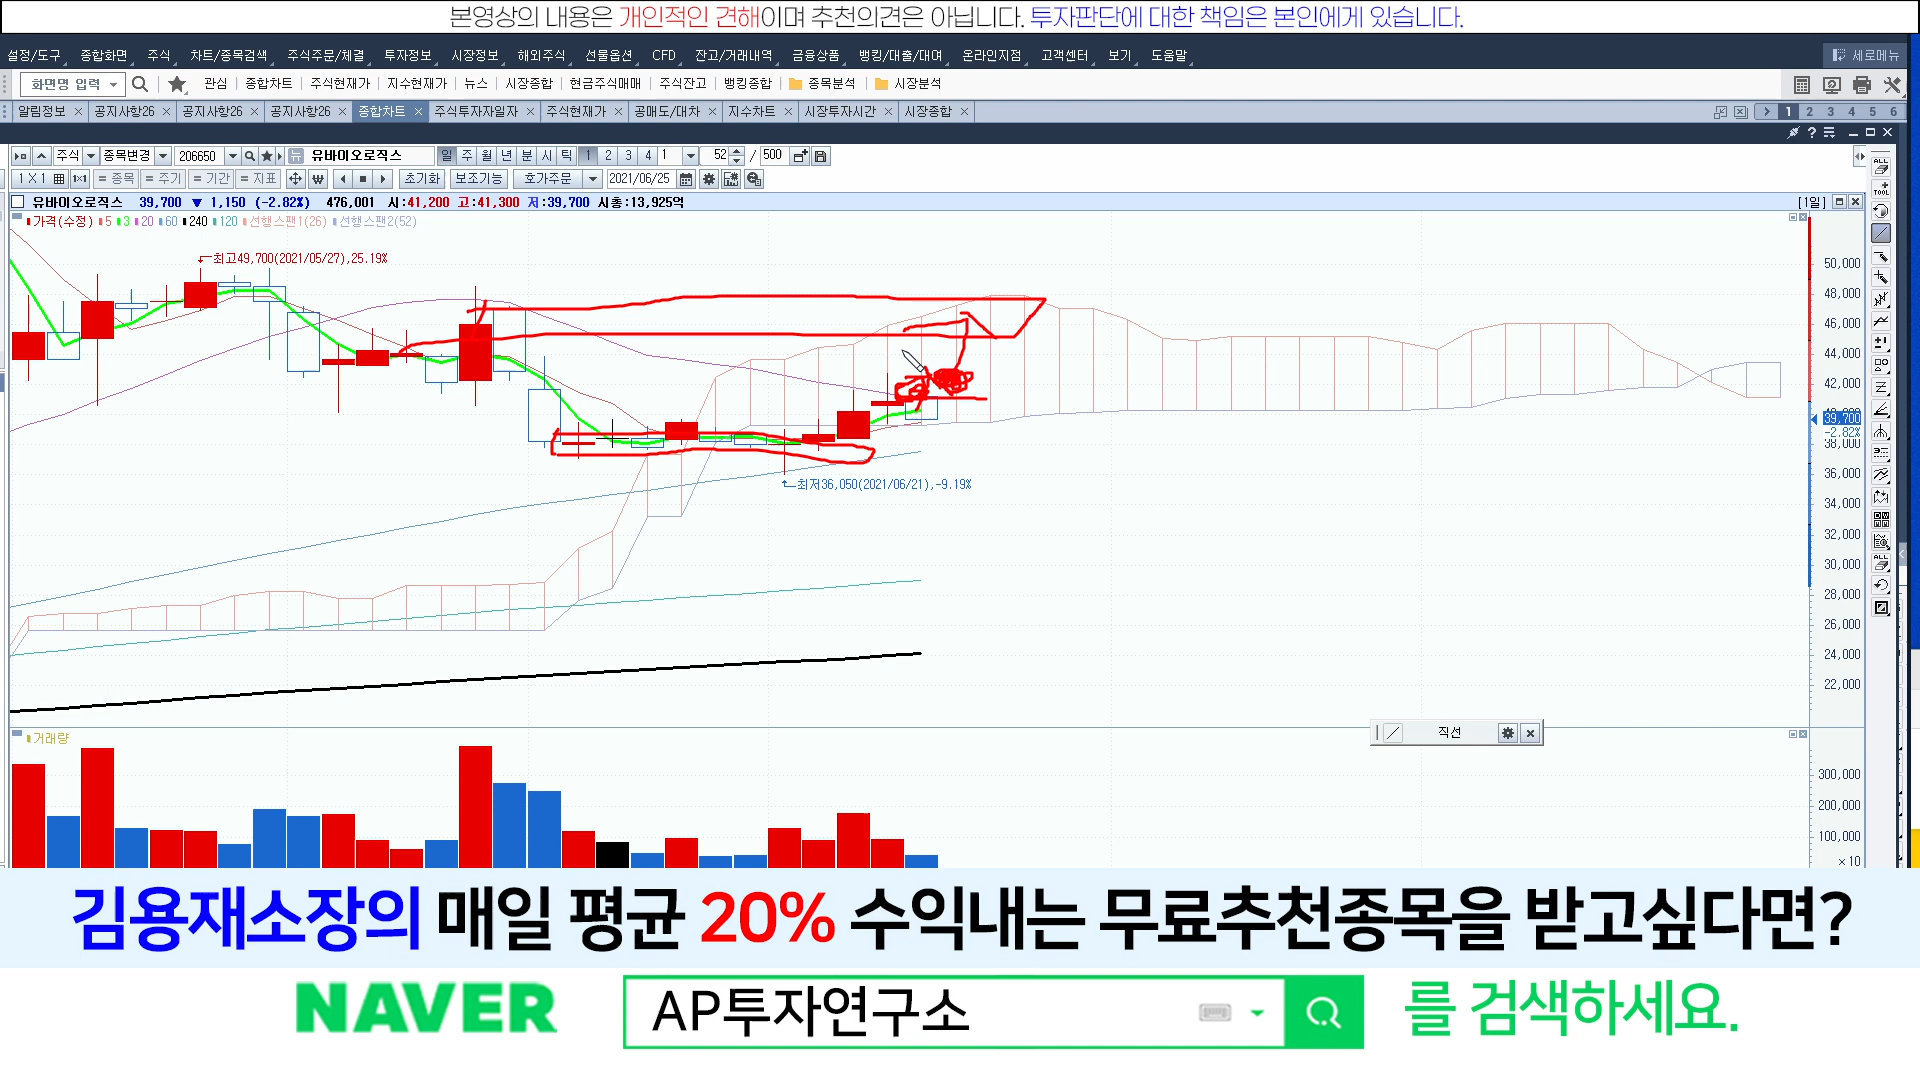 본영상의 내용은 개인적인 견해이며 추천의견은 아닙니다. 투자판단에 대한 책임은 본인에게 있습니다.
설정/도구 종합화면 주식 차트/종목검색 주식주문/체결 투자정보 시장정보 해외주식 선물옵션 CFD 잔고/거래내역 금융상품 뱅킹/대출/대여 온라인지점 고객센터 보기 도움말 세로메뉴
화면명 입력 관심 종합차트 주식현재가 지수현재가 뉴스 시장종합 현금주식매매 주식잔고 뱅킹종합 종목분석 시장분석
알림정보 공지사항26 공지사항26 공지사항26 종합차트 주식투자자일자 주식현재가 공매도/대차 지수차트 시장투자시간 시장종합 1 2 3 4 5 6
주식 종목변경 206650 유바이오로직스 일 주 월 년 분 시 틱 1 2 3 4 1 52 / 500
1 X 1 = 종목 = 주기 = 기간 = 지표 초기화 보조기능 호가주문 2021/06/25
유바이오로직스 39,700 ▼ 1,150 (-2.82%) 476,001 시:41,200 고:41,300 저:39,700 시총:13,925억 [1일]
가격(수정) 5 3 20 60 240 120 선행스팬1(26) 선행스팬2(52)
최고49,700(2021/05/27),25.19%
50,000
48,000
46,000
44,000
42,000
39,700
-2.82%
38,000
36,000
최저36,050(2021/06/21),-9.19%
34,000
32,000
30,000
28,000
26,000
24,000
22,000
직선
거래량
300,000
200,000
100,000
×10
김용재소장의 매일 평균 20% 수익내는 무료추천종목을 받고싶다면?
NAVER AP투자연구소 를 검색하세요.